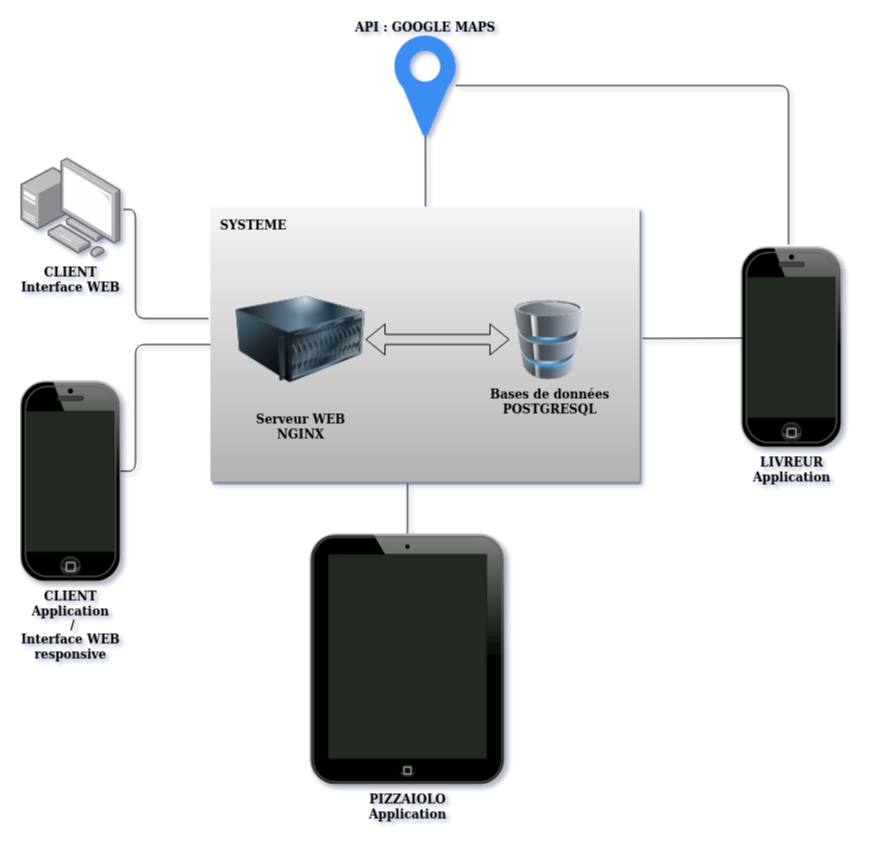 API : GOOGLE MAPS
SYSTEME
CLIENT
Interface WEB
Serveur WEB
NGINX
Bases de données
POSTGRESQL
LIVREUR
Application
CLIENT
Application
/
Interface WEB
responsive
PIZZAIOLO
Application